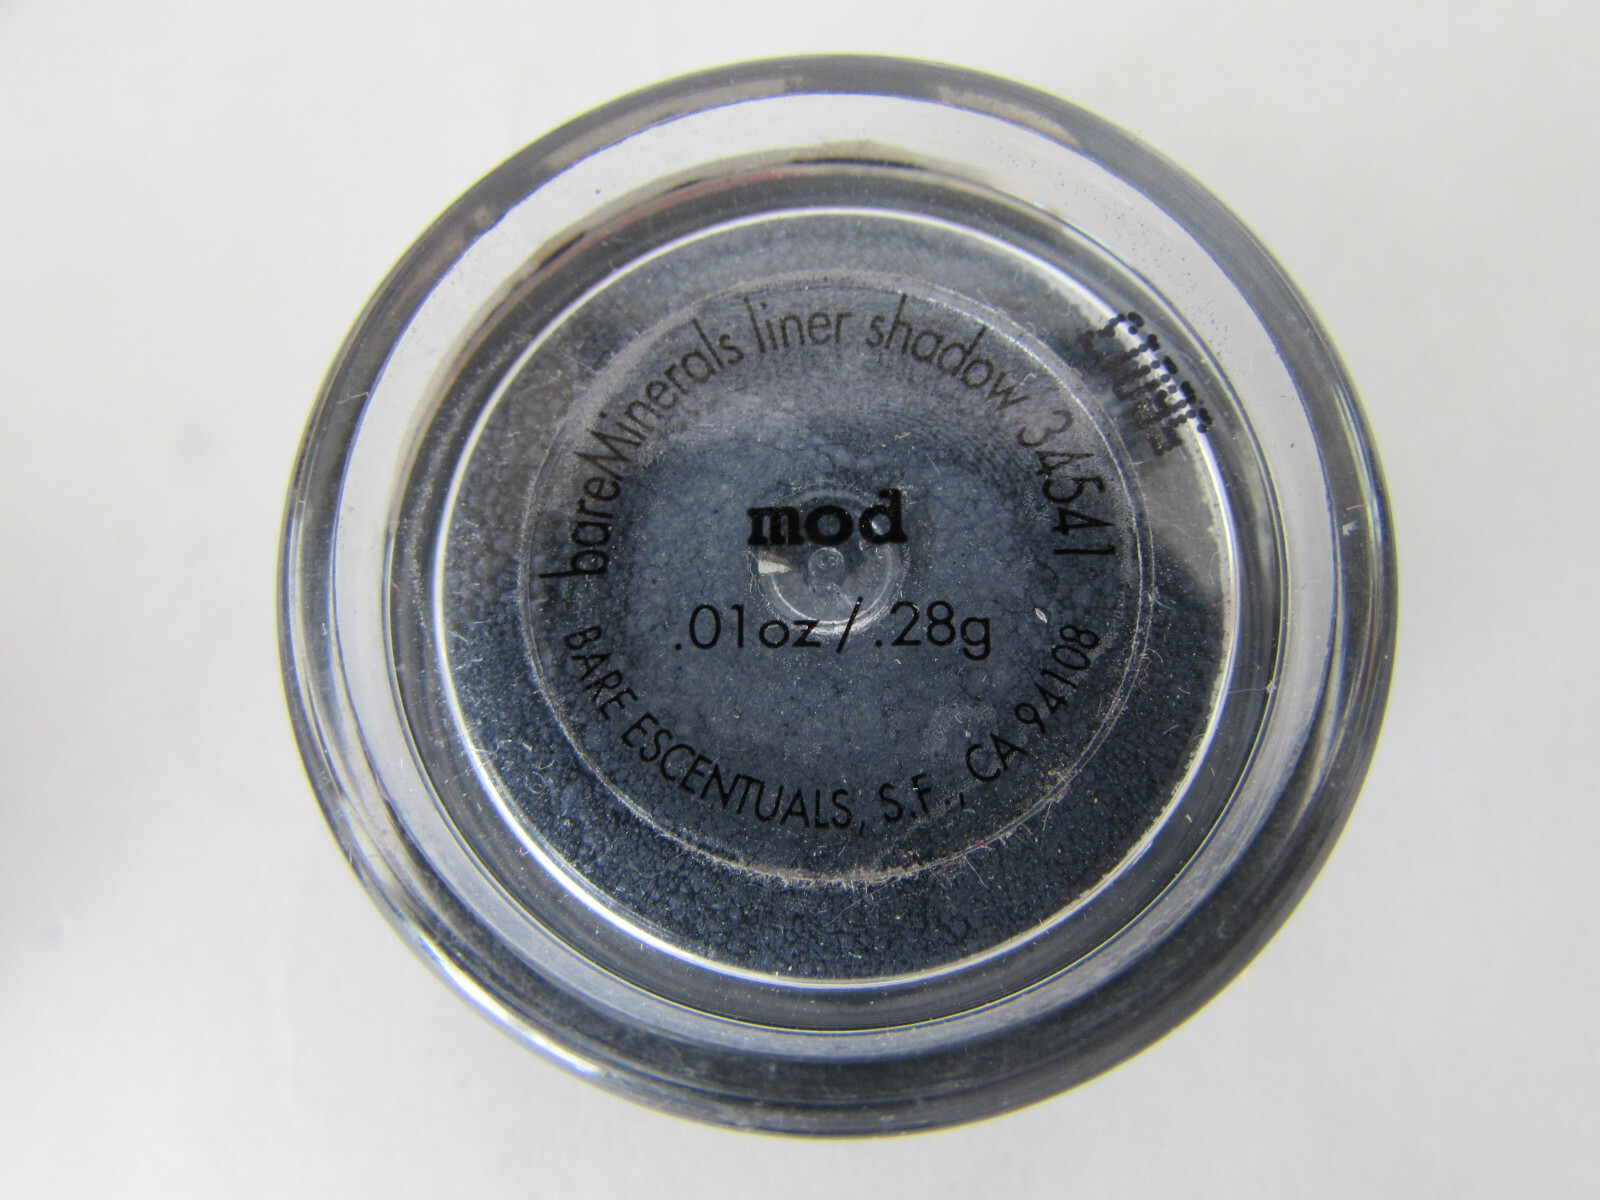 bareMinerals liner shadow 34541
mod
.01oz / .28g
BARE ESCENTUALS, S.F., CA 94108